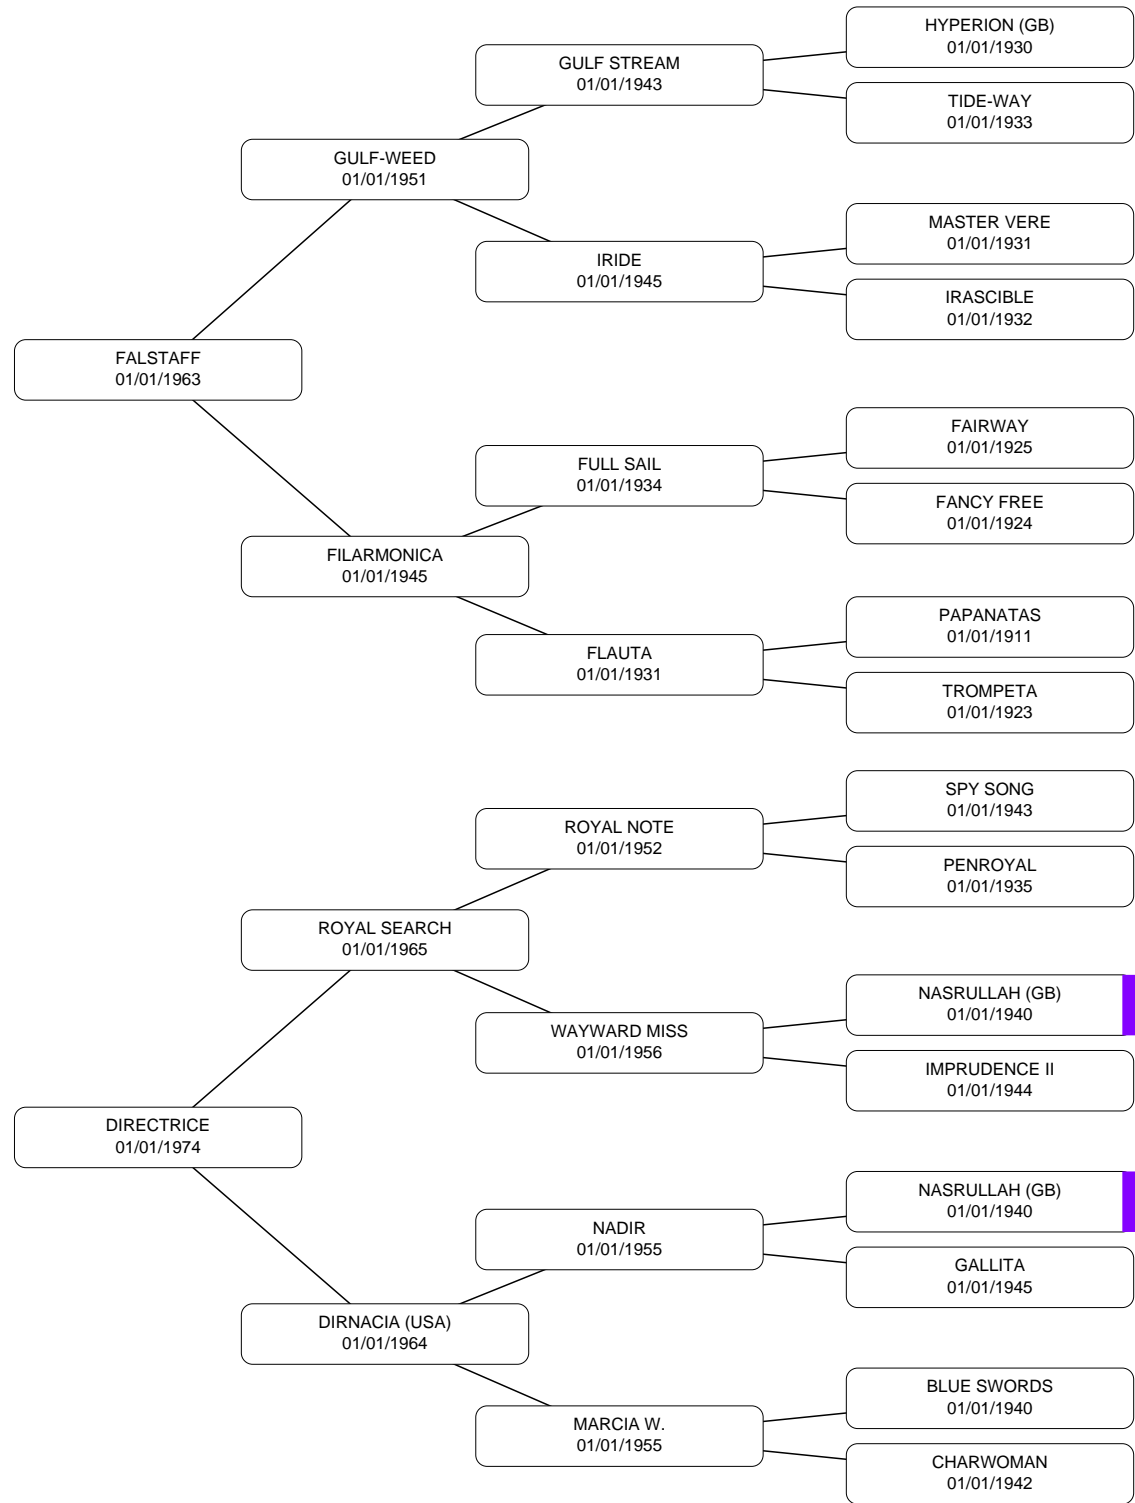 HYPERION (GB)
01/01/1930
GULF STREAM
01/01/1943
TIDE-WAY
01/01/1933
GULF-WEED
01/01/1951
MASTER VERE
01/01/1931
IRIDE
01/01/1945
IRASCIBLE
01/01/1932
FALSTAFF
01/01/1963
FAIRWAY
01/01/1925
FULL SAIL
01/01/1934
FANCY FREE
01/01/1924
FILARMONICA
01/01/1945
PAPANATAS
01/01/1911
FLAUTA
01/01/1931
TROMPETA
01/01/1923
SPY SONG
01/01/1943
ROYAL NOTE
01/01/1952
PENROYAL
01/01/1935
ROYAL SEARCH
01/01/1965
NASRULLAH (GB)
01/01/1940
WAYWARD MISS
01/01/1956
IMPRUDENCE II
01/01/1944
DIRECTRICE
01/01/1974
NASRULLAH (GB)
01/01/1940
NADIR
01/01/1955
GALLITA
01/01/1945
DIRNACIA (USA)
01/01/1964
BLUE SWORDS
01/01/1940
MARCIA W.
01/01/1955
CHARWOMAN
01/01/1942